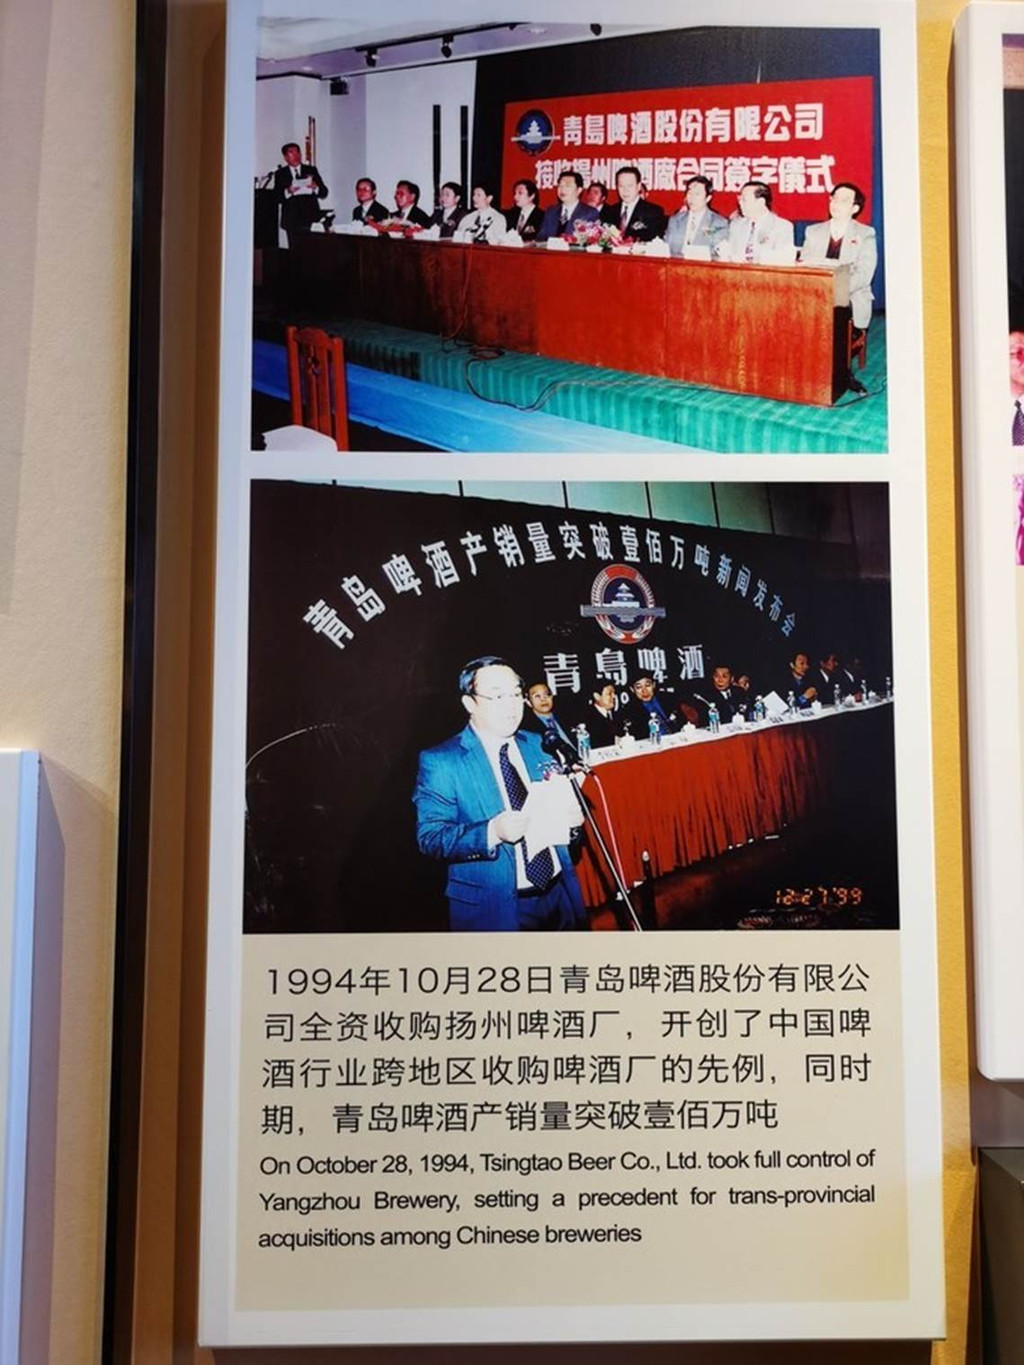 青島啤酒股份有限公司
接收揚州啤酒廠合同簽字儀式
青岛啤酒产销量突破壹佰万吨新闻发布会
青島啤酒
12·27'99
1994年10月28日青岛啤酒股份有限公
司全资收购扬州啤酒厂，开创了中国啤
酒行业跨地区收购啤酒厂的先例，同时
期，青岛啤酒产销量突破壹佰万吨
On October 28, 1994, Tsingtao Beer Co., Ltd. took full control of
Yangzhou Brewery, setting a precedent for trans-provincial
acquisitions among Chinese breweries